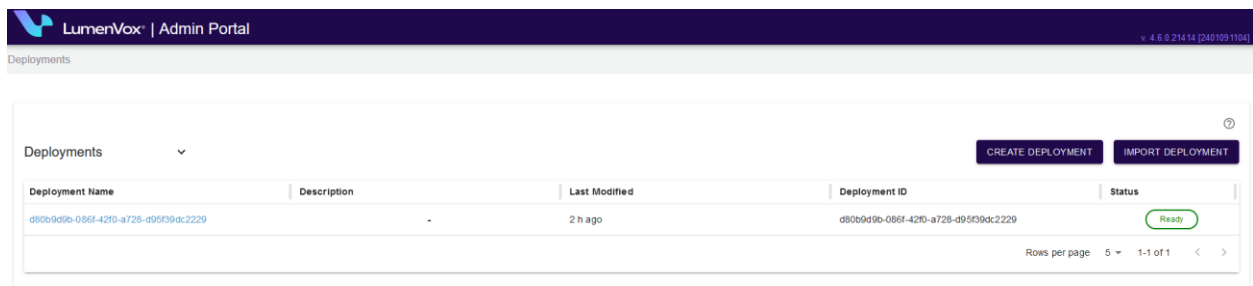 LumenVox® | Admin Portal
v. 4.6.0.21414 [2401091104]
Deployments
Deployments
CREATE DEPLOYMENT
IMPORT DEPLOYMENT
Deployment Name Description Last Modified Deployment ID Status
d80b9d9b-086f-42f0-a728-d95f39dc2229 - 2 h ago d80b9d9b-086f-42f0-a728-d95f39dc2229 Ready
Rows per page 5 1-1 of 1